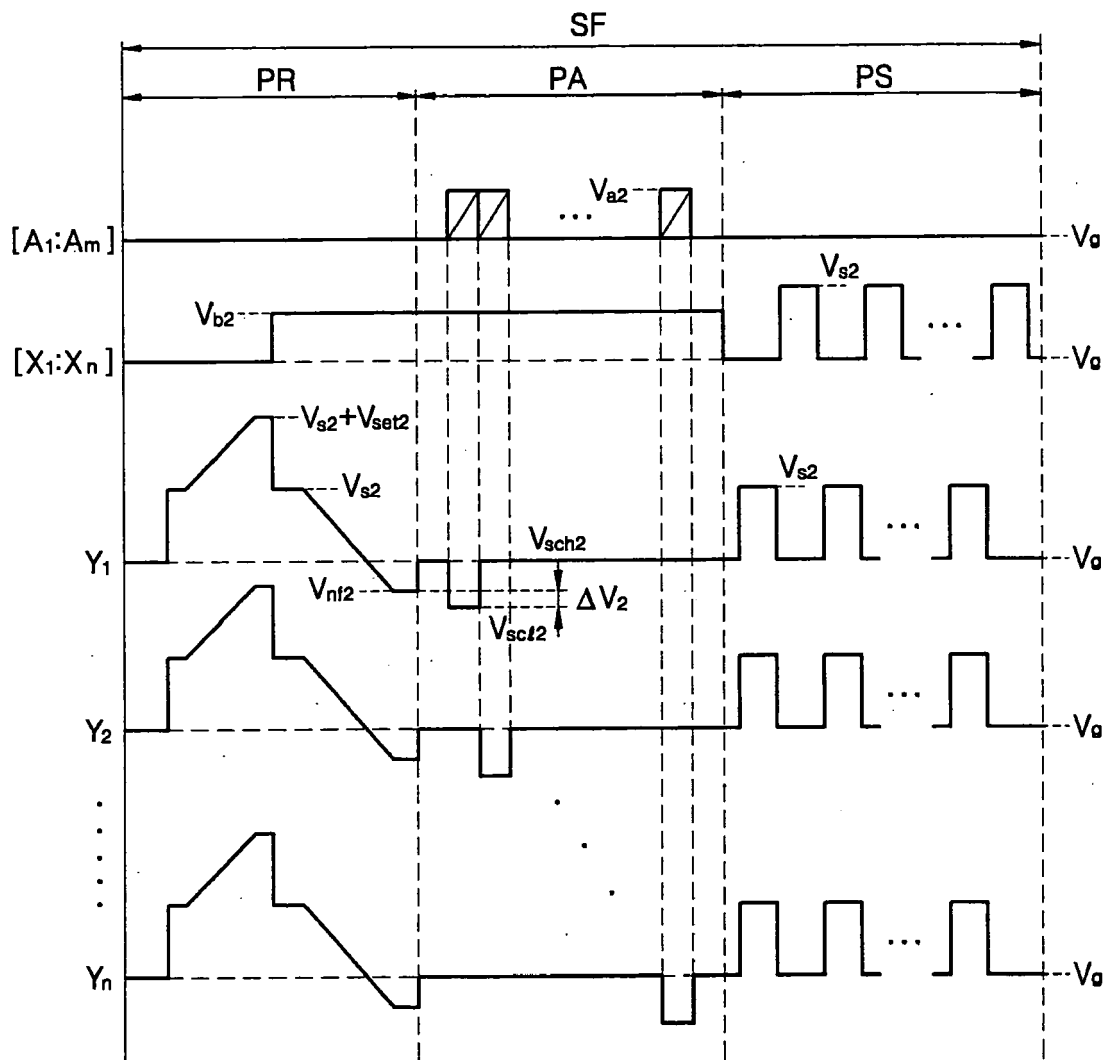 SF
PR PA PS
Va2
[A1:Am] Vg
Vs2
Vb2
[X1:Xn] Vg
Vs2+Vset2
Vs2 Vs2
Vsch2
Y1 Vg
Vnf2 ΔV2
Vscℓ2
Y2 Vg
Yn Vg